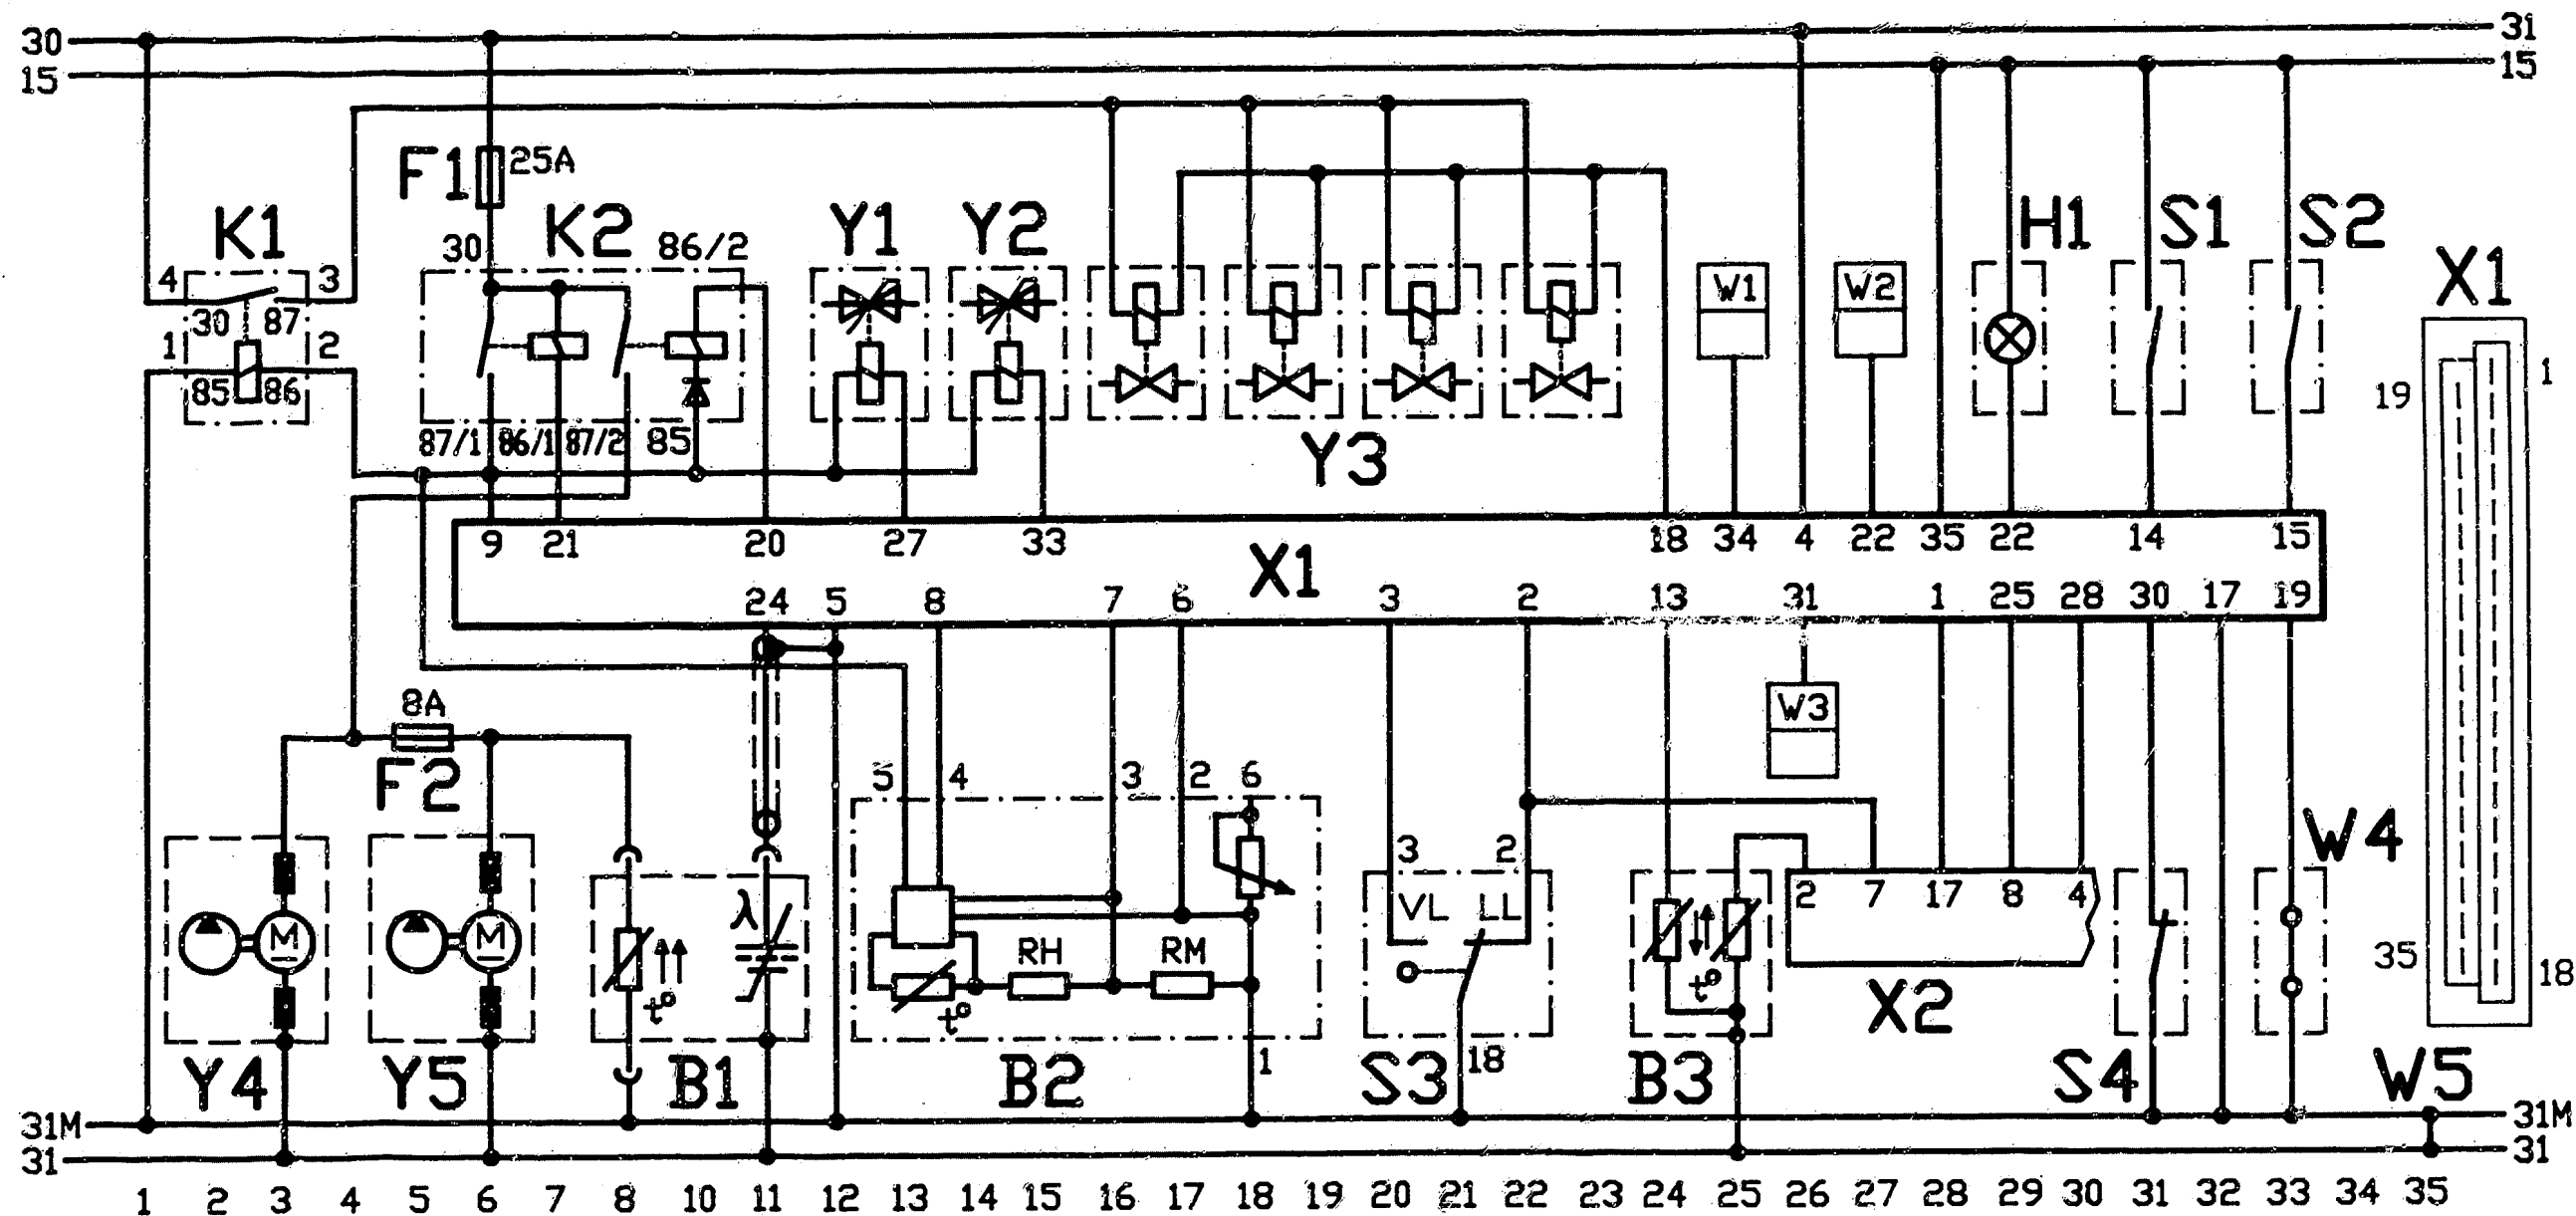 30 31
15 15
F1 25A
K1 K2 Y1 Y2 H1 S1 S2
30 86/2 X1
4 3
W1 W2
30 87
1 2
1
85 86
19
87/1 86/1 87/2 85
Y3
9 21 20 27 33 18 34 4 22 35 22 14 15
X1
24 5 8 7 6 3 2 13 31 1 25 28 30 17 19
8A
W3
F2
5 4 3 2 6
W4
3 2
λ
VL LL
2 7 17 8 4
M M
RH RM
35 18
t° t° t°
X2
1 18
Y4 Y5 B1 B2 S3 B3 S4 W5
31M 31M
31 31
1 2 3 4 5 6 7 8 10 11 12 13 14 15 16 17 18 19 20 21 22 23 24 25 26 27 28 29 30 31 32 33 34 35